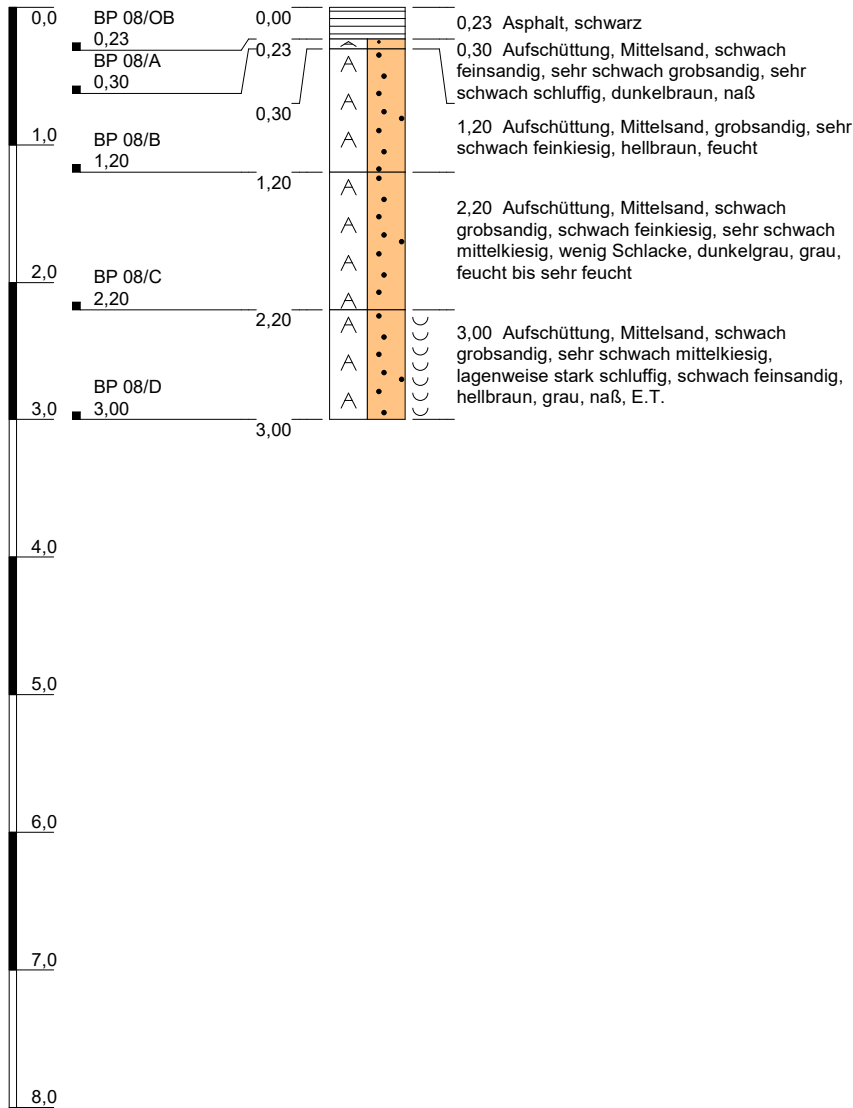 0,0
1,0
2,0
3,0
4,0
5,0
6,0
7,0
8,0
BP 08/OB
0,23
BP 08/A
0,30
BP 08/B
1,20
BP 08/C
2,20
BP 08/D
3,00
0,00
0,23
0,30
1,20
2,20
3,00
A
A
A
A
A
A
A
A
A
A
A
0,23 Asphalt, schwarz
0,30 Aufschüttung, Mittelsand, schwach
feinsandig, sehr schwach grobsandig, sehr
schwach schluffig, dunkelbraun, naß
1,20 Aufschüttung, Mittelsand, grobsandig, sehr
schwach feinkiesig, hellbraun, feucht
2,20 Aufschüttung, Mittelsand, schwach
grobsandig, schwach feinkiesig, sehr schwach
mittelkiesig, wenig Schlacke, dunkelgrau, grau,
feucht bis sehr feucht
3,00 Aufschüttung, Mittelsand, schwach
grobsandig, sehr schwach mittelkiesig,
lagenweise stark schluffig, schwach feinsandig,
hellbraun, grau, naß, E.T.